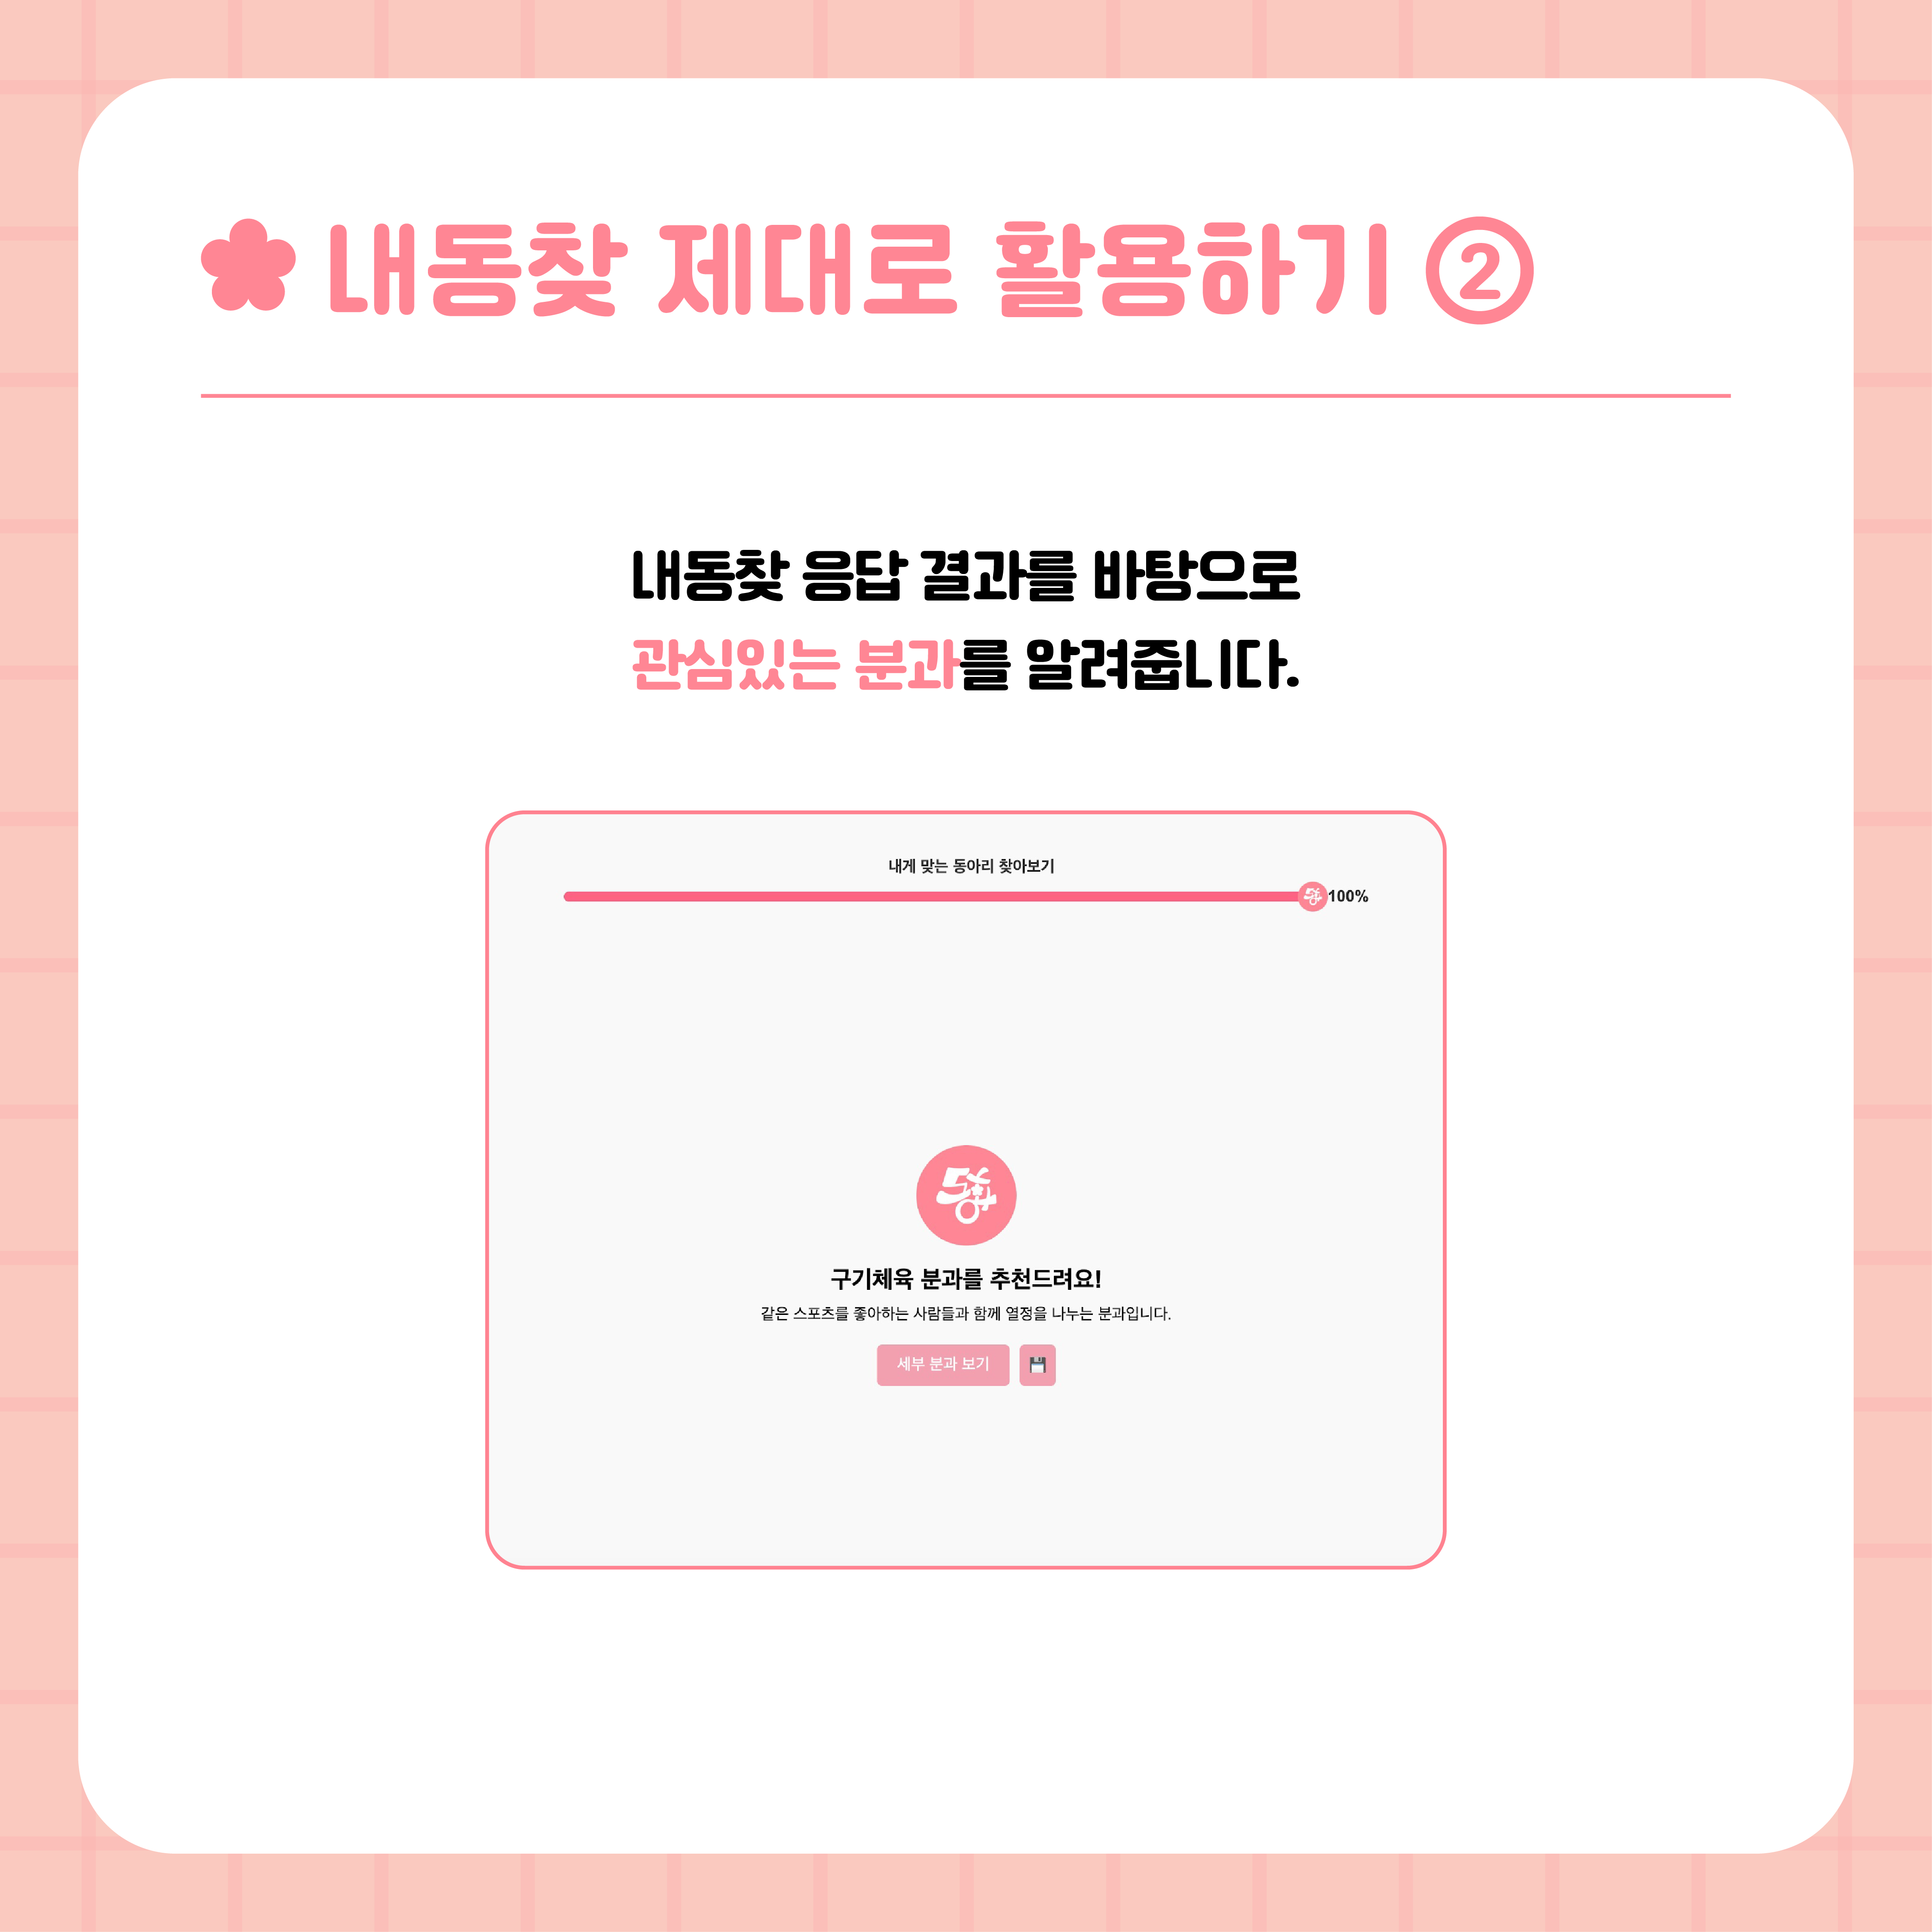 내동찾 제대로 활용하기 ②
내동찾 응답 결과를 바탕으로
관심있는 분과를 알려줍니다.
내게 맞는 동아리 찾아보기
100%
구기체육 분과를 추천드려요!
같은 스포츠를 좋아하는 사람들과 함께 열정을 나누는 분과입니다.
세부 분과 보기